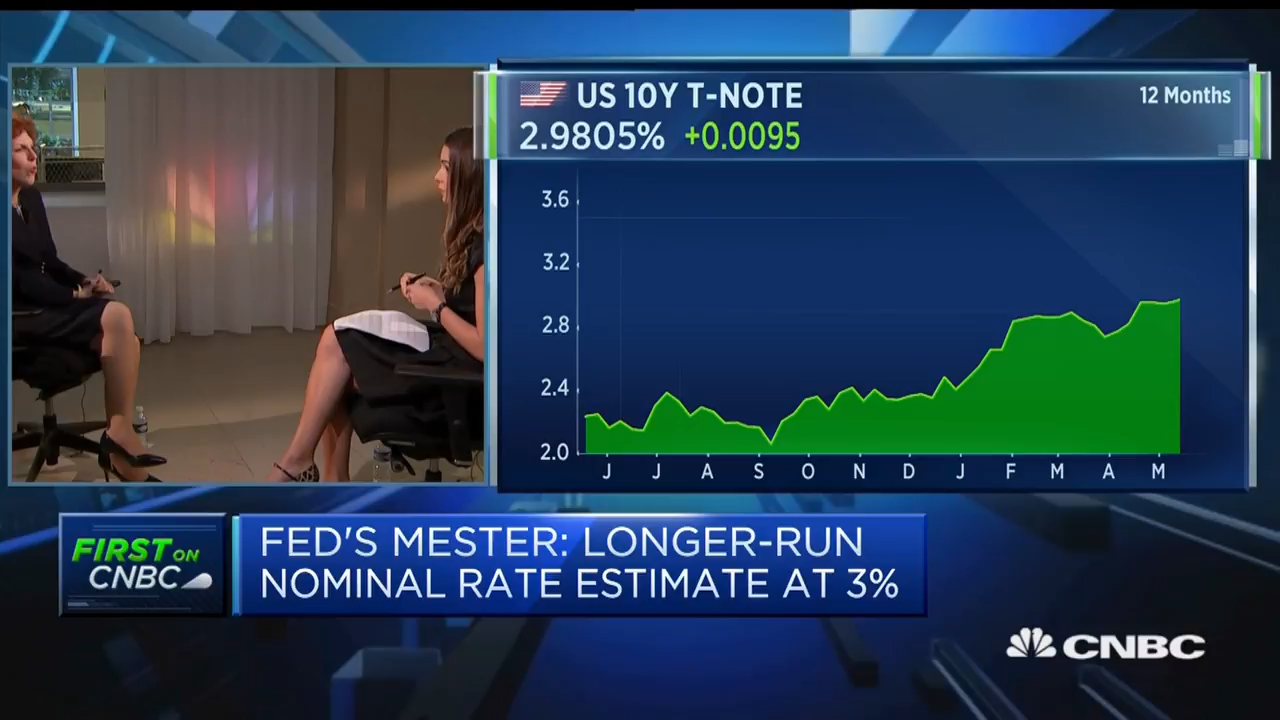 US 10Y T-NOTE
12 Months
2.9805% +0.0095
3.6
3.2
2.8
2.4
2.0
J J A S O N D J F M A M
FIRST ON
CNBC
FED'S MESTER: LONGER-RUN
NOMINAL RATE ESTIMATE AT 3%
CNBC